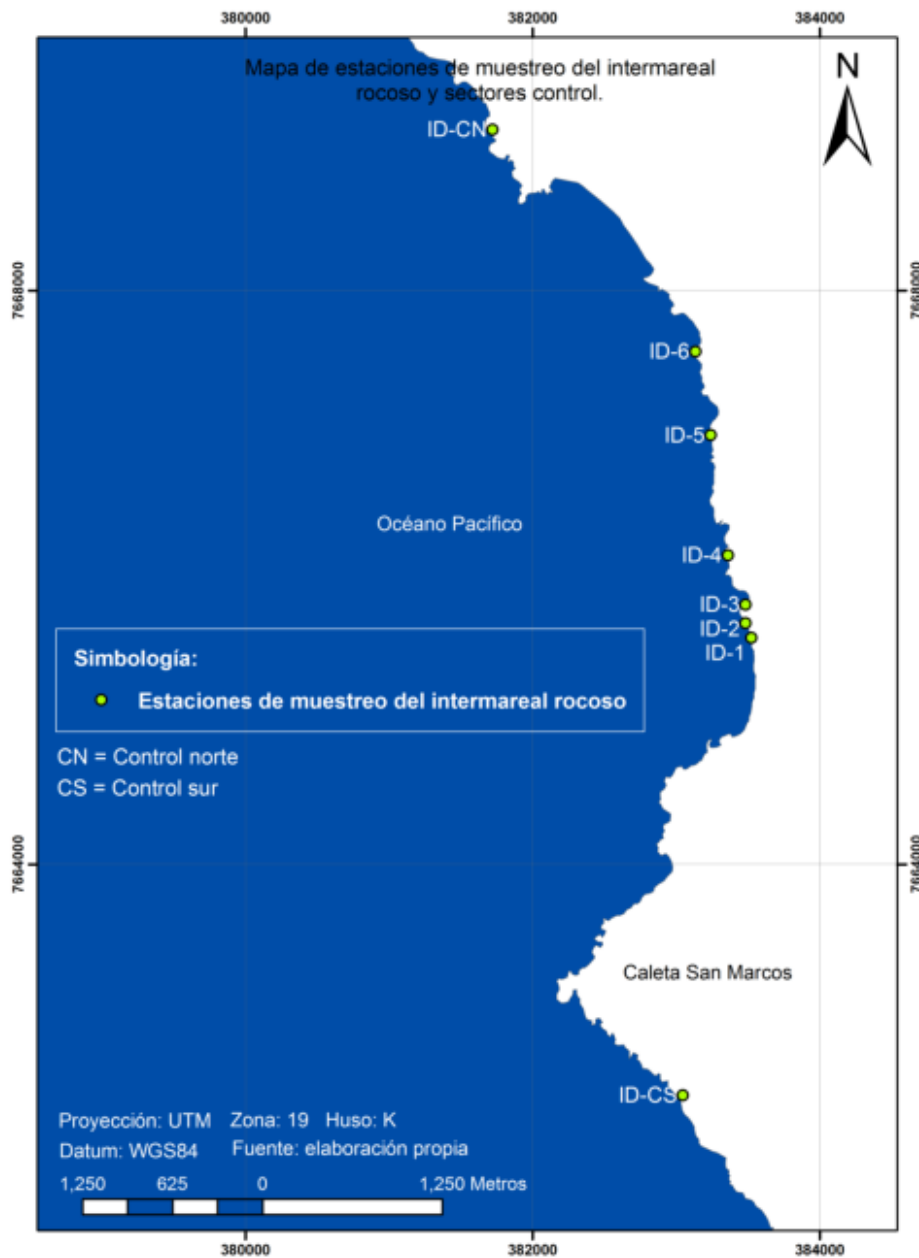 380000 382000 384000
Mapa de estaciones de muestreo del intermareal
rocoso y sectores control.
N
ID-CN
7668000 7668000
ID-6
ID-5
Océano Pacífico
ID-4
ID-3
ID-2
ID-1
Simbología:
Estaciones de muestreo del intermareal rocoso
CN = Control norte
CS = Control sur
7664000 7664000
Caleta San Marcos
ID-CS
Proyección: UTM Zona: 19 Huso: K
Datum: WGS84 Fuente: elaboración propia
1,250 625 0 1,250 Metros
380000 382000 384000